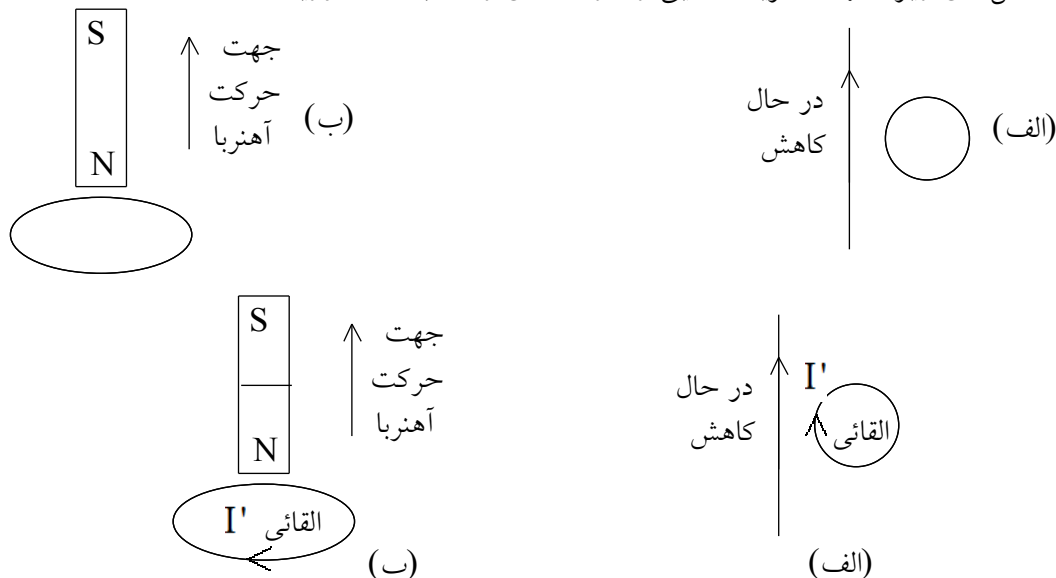 S
جهت
حرکت
آهنربا
N
(ب)
در حال
کاهش
(الف)
S
جهت
حرکت
آهنربا
N
I' القائی
(ب)
در حال
کاهش
I'
القائی
(الف)